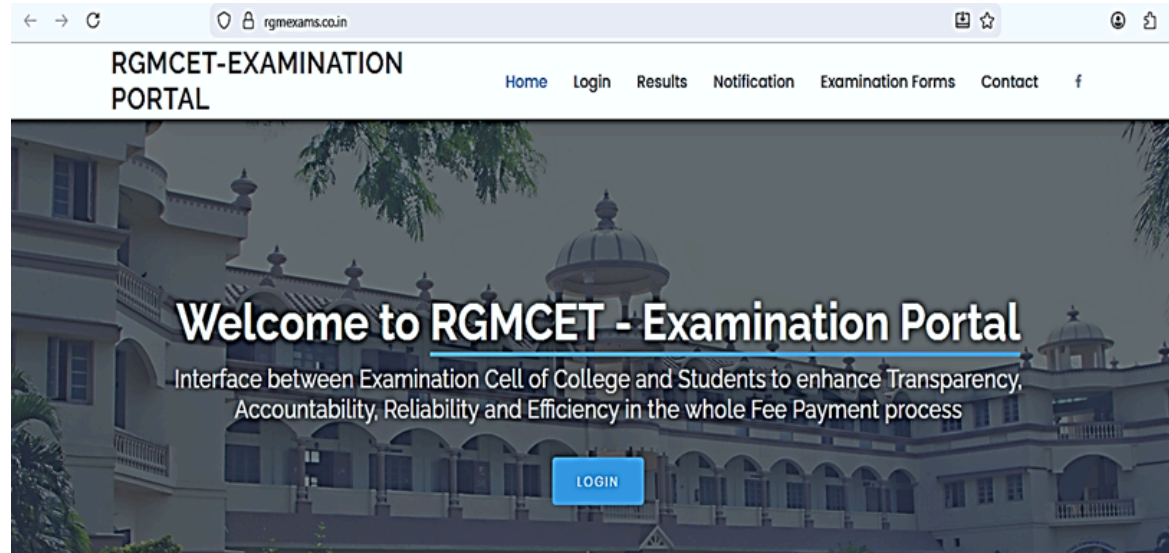 rgmexams.co.in
RGMCET-EXAMINATION
PORTAL
Home Login Results Notification Examination Forms Contact f
Welcome to RGMCET - Examination Portal
Interface between Examination Cell of College and Students to enhance Transparency,
Accountability, Reliability and Efficiency in the whole Fee Payment process
LOGIN